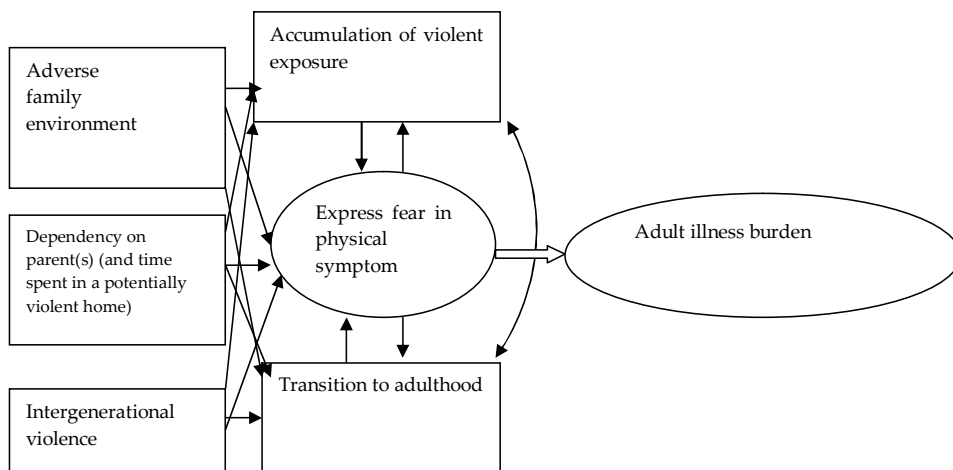 Adverse
family
environment
Dependency on
parent(s) (and time
spent in a potentially
violent home)
Intergenerational
violence
Accumulation of violent
exposure
Express fear in
physical
symptom
Transition to adulthood
Adult illness burden